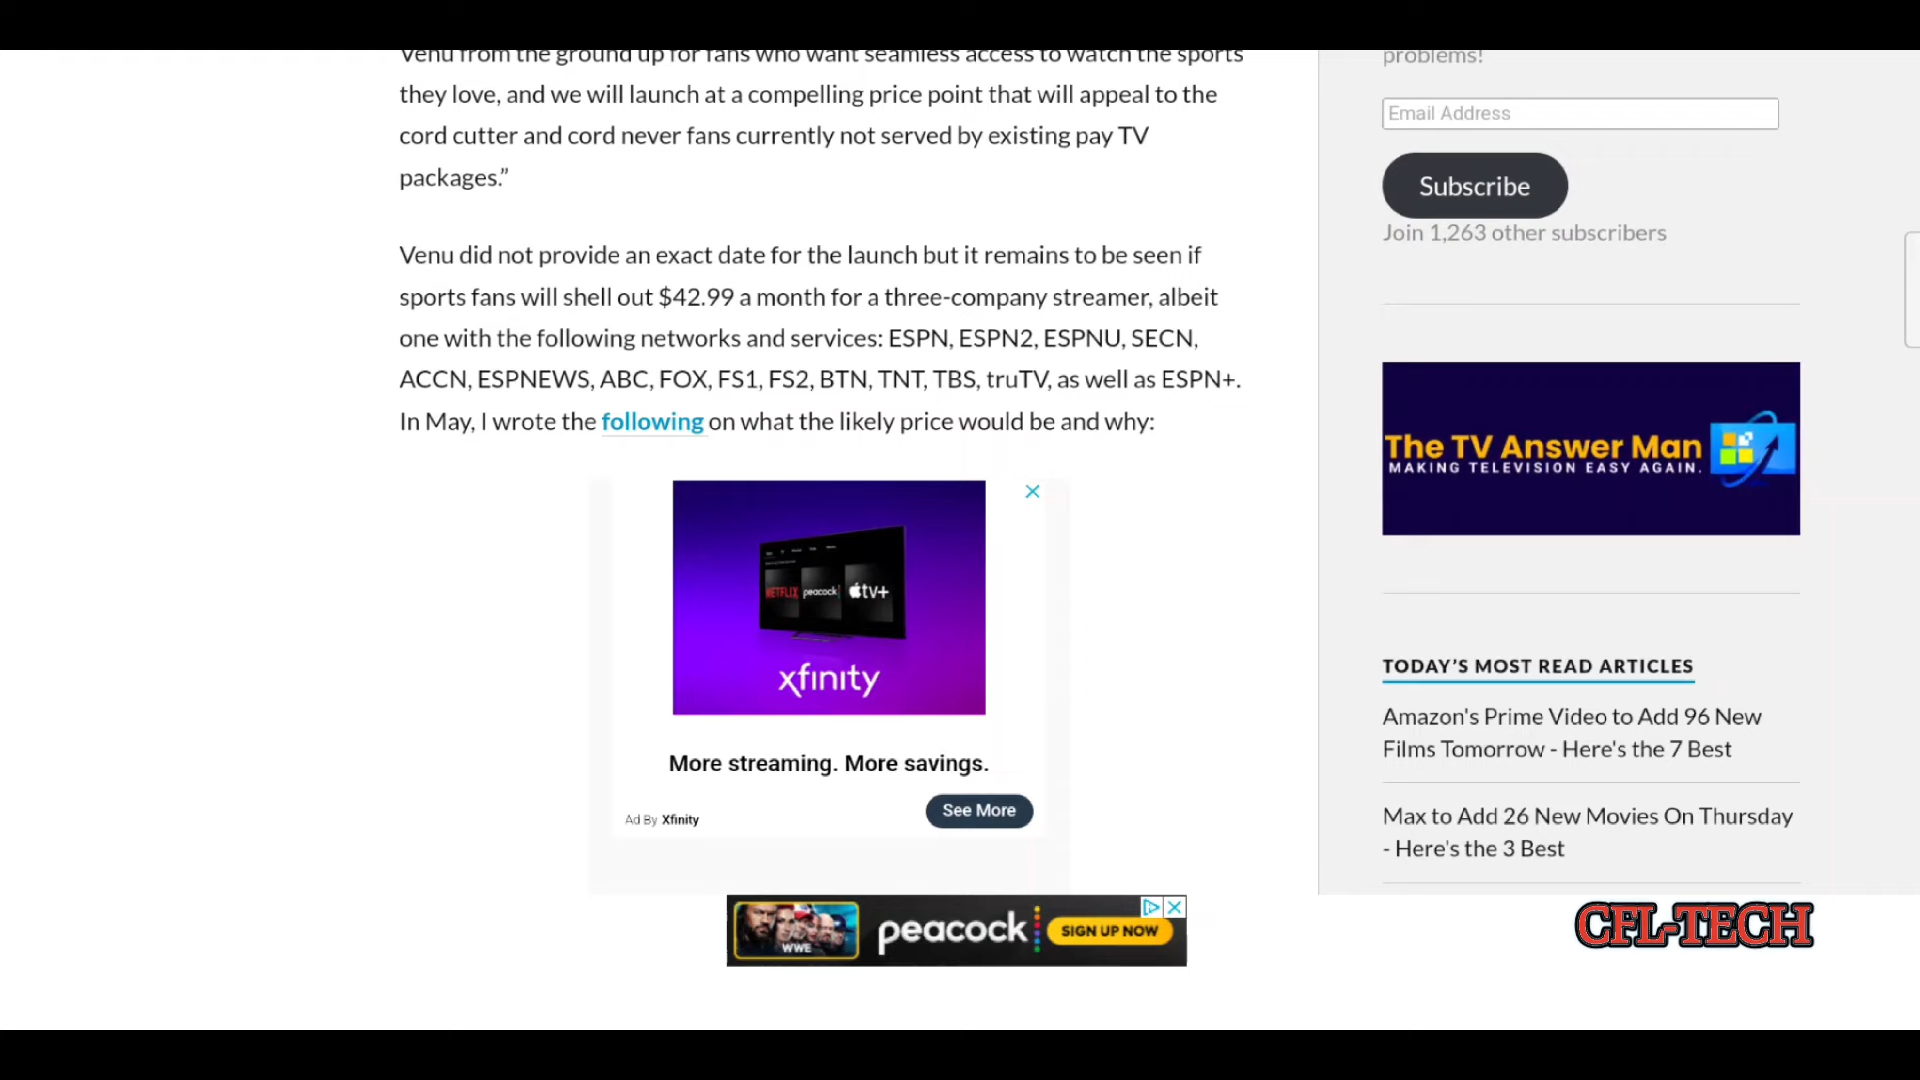 Venu from the ground up for fans who want seamless access to watch the sports
they love, and we will launch at a compelling price point that will appeal to the
cord cutter and cord never fans currently not served by existing pay TV
packages.”
Venu did not provide an exact date for the launch but it remains to be seen if
sports fans will shell out $42.99 a month for a three-company streamer, albeit
one with the following networks and services: ESPN, ESPN2, ESPNU, SECN,
ACCN, ESPNEWS, ABC, FOX, FS1, FS2, BTN, TNT, TBS, truTV, as well as ESPN+.
In May, I wrote the following on what the likely price would be and why:
NETFLIX peacock tv+
xfinity
More streaming. More savings.
Ad By Xfinity
See More
WWE
peacock
SIGN UP NOW
problems!
Email Address
Subscribe
Join 1,263 other subscribers
The TV Answer Man
MAKING TELEVISION EASY AGAIN.
TODAY’S MOST READ ARTICLES
Amazon's Prime Video to Add 96 New
Films Tomorrow - Here's the 7 Best
Max to Add 26 New Movies On Thursday
- Here's the 3 Best
CFL-TECH